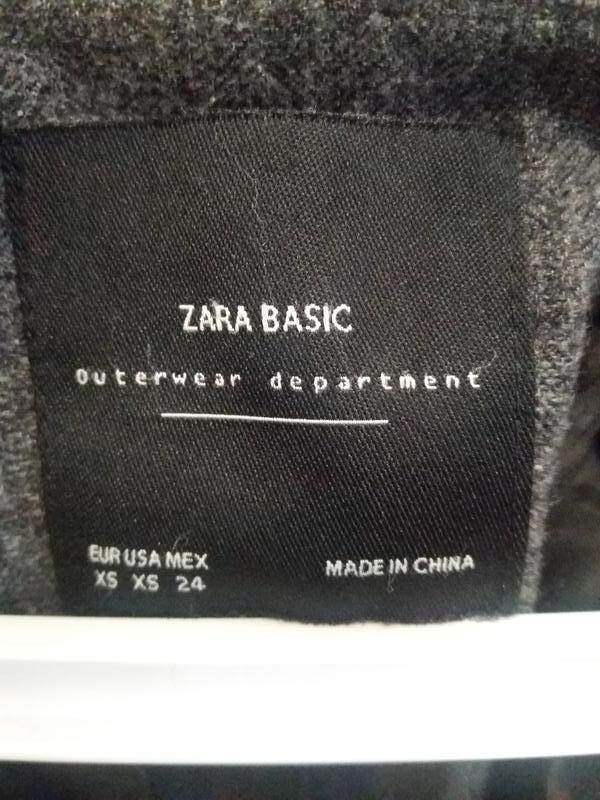 ZARA BASIC
outerwear department
EUR USA MEX
XS XS 24
MADE IN CHINA